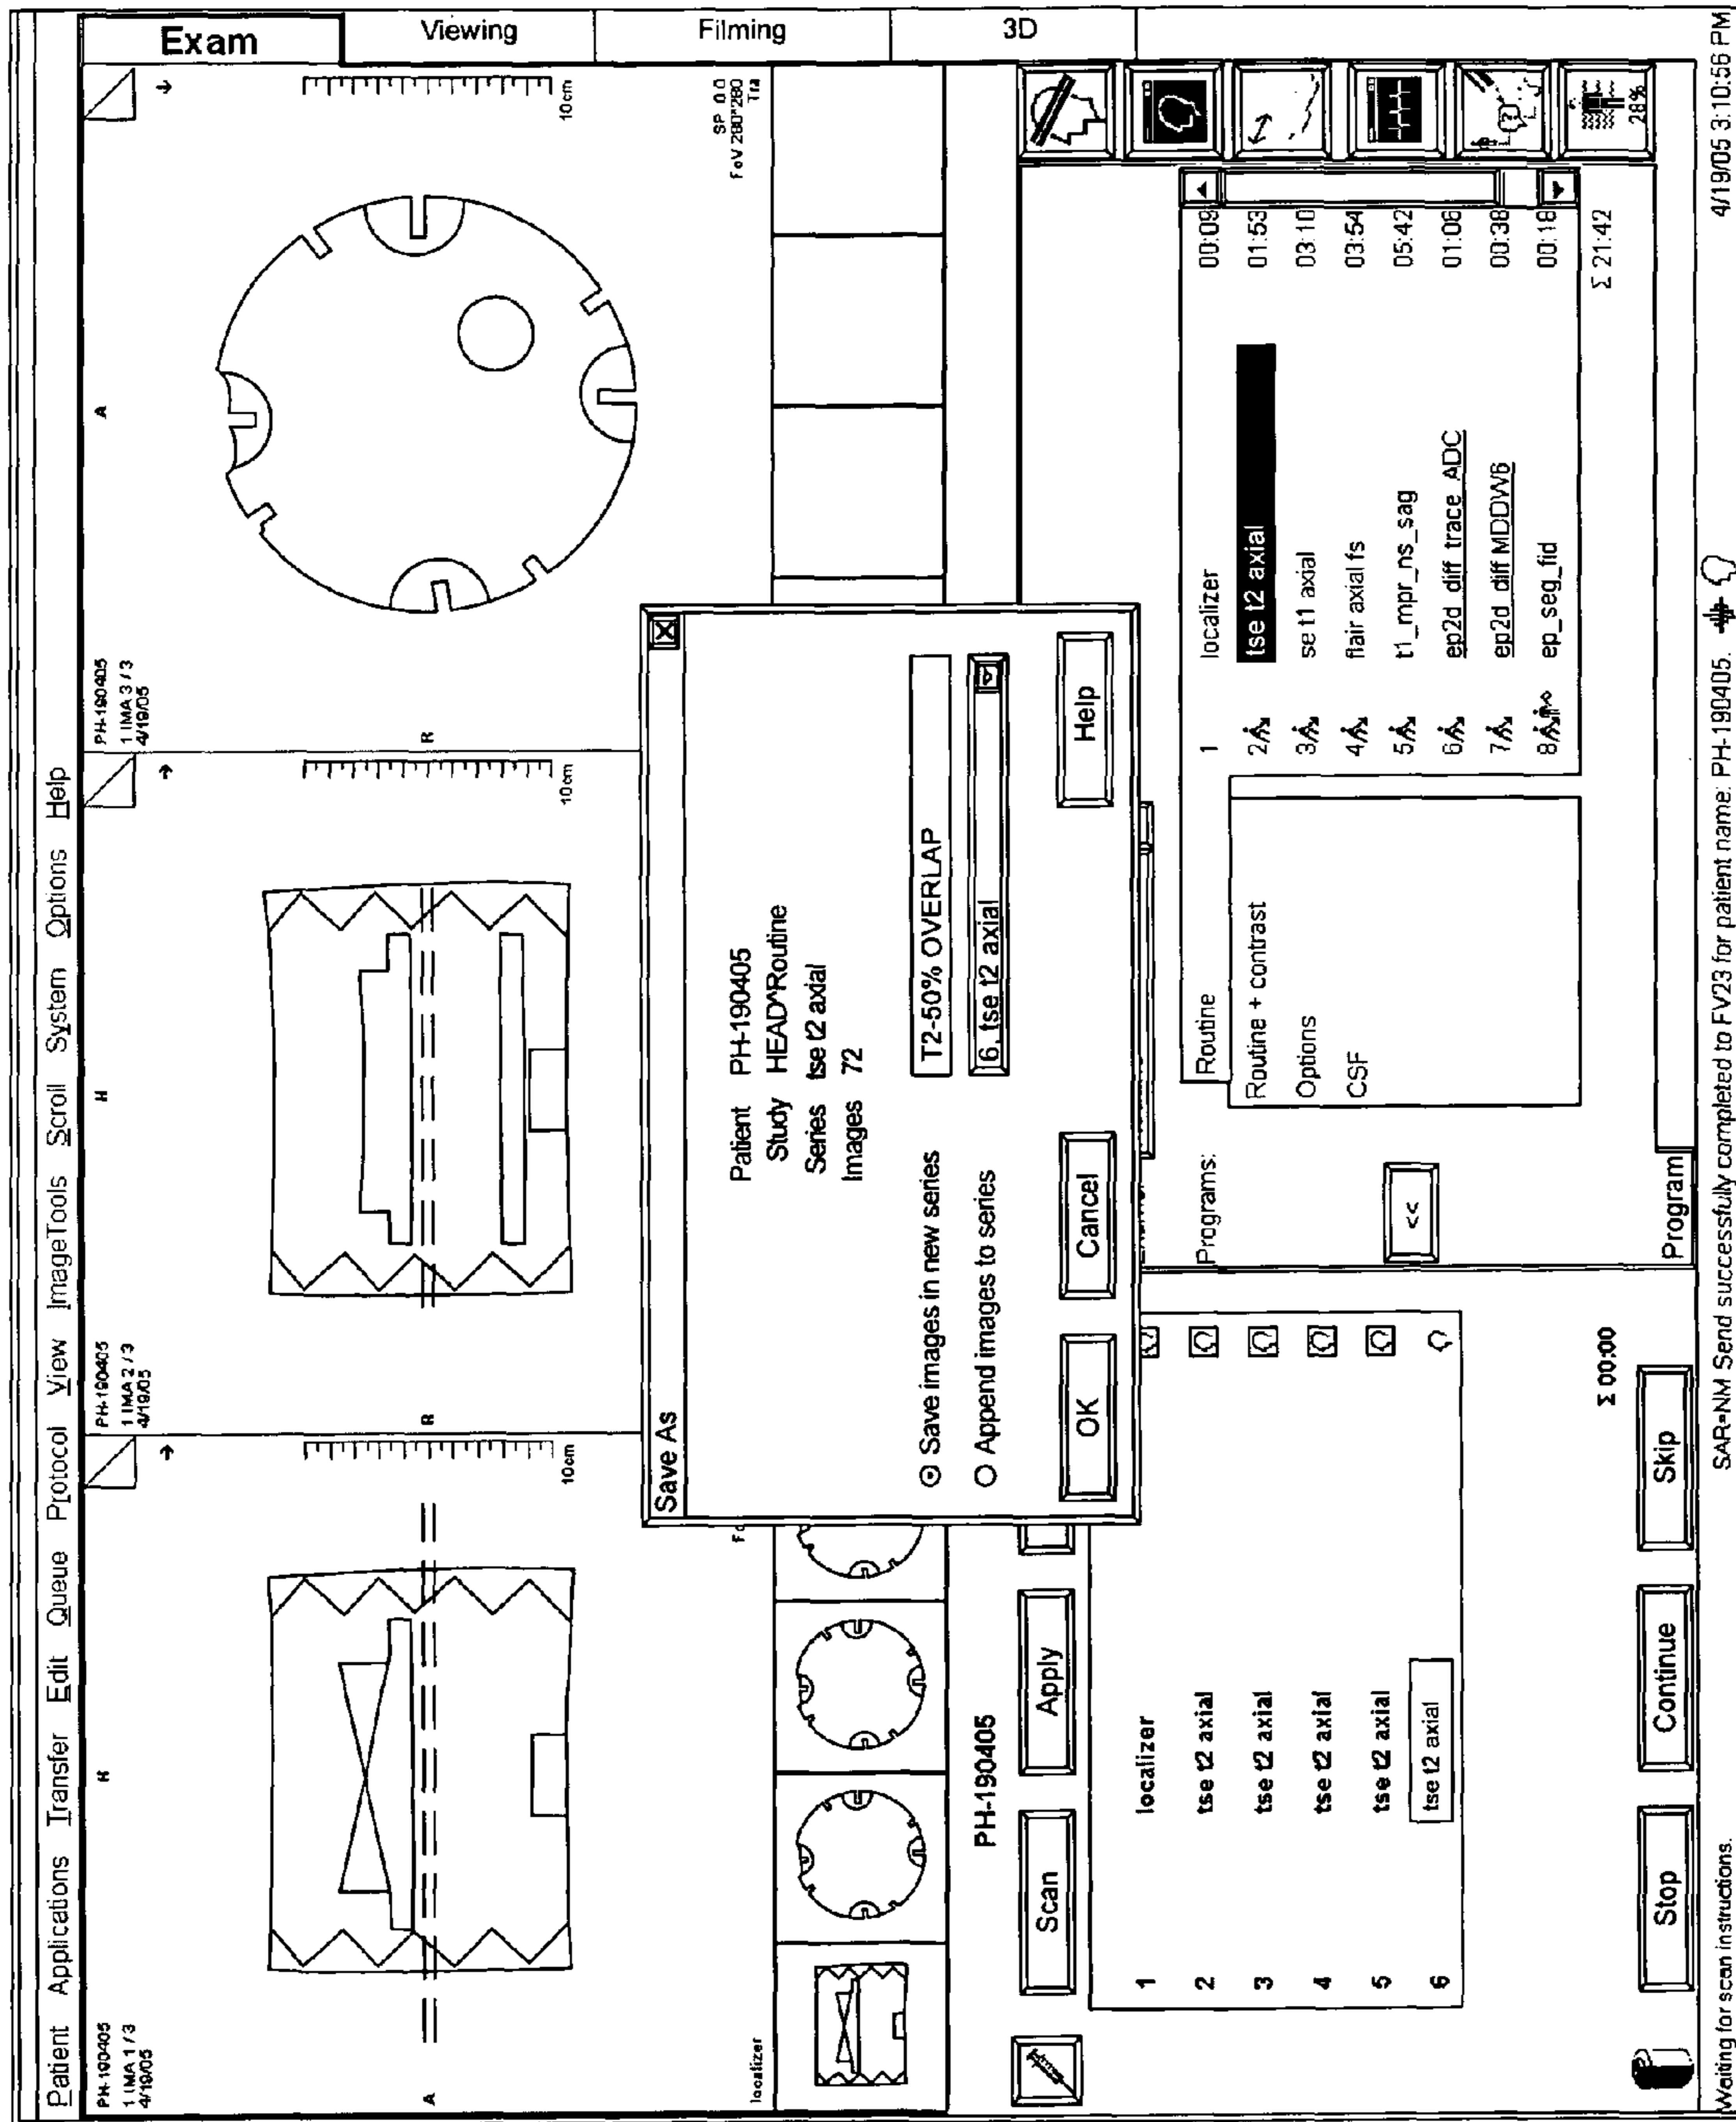 Patient Applications Transfer Edit Queue Protocol View ImageTools Scroll System Options Help
PH-190405
1 IMA 1 / 3
4/19/05
H
A
10cm
PH-190405
1 IMA 2 / 3
4/19/05
H
R
10cm
PH-190405
1 IMA 3 / 3
4/19/05
A
R
10cm
SP 0.0
FoV 280*280
Tra
Exam
Viewing
Filming
3D
localizer
Save As
Patient PH-190405
Study HEAD^Routine
Series tse t2 axial
Images 72
Save images in new series
T2-50% OVERLAP
Append images to series
6, tse t2 axial
OK
Cancel
Help
PH-190405
Scan
Apply
1 localizer
2 tse t2 axial
3 tse t2 axial
4 tse t2 axial
5 tse t2 axial
6 tse t2 axial
Σ 00:00
Stop
Continue
Skip
Programs:
<<
Routine
Routine + contrast
Options
CSF
1 localizer 00:09
2 tse t2 axial 01:53
3 se t1 axial 03:10
4 flair axial fs 03:54
5 t1_mpr_ns_sag 05:42
6 ep2d_diff_trace_ADC 01:06
7 ep2d_diff MDDW6 00:38
8 ep_seg_fid 00:18
Σ 21:42
Program
28%
Waiting for scan instructions.
SAR=NM Send successfully completed to FV23 for patient name: PH-190405.
4/19/05 3:10:56 PM